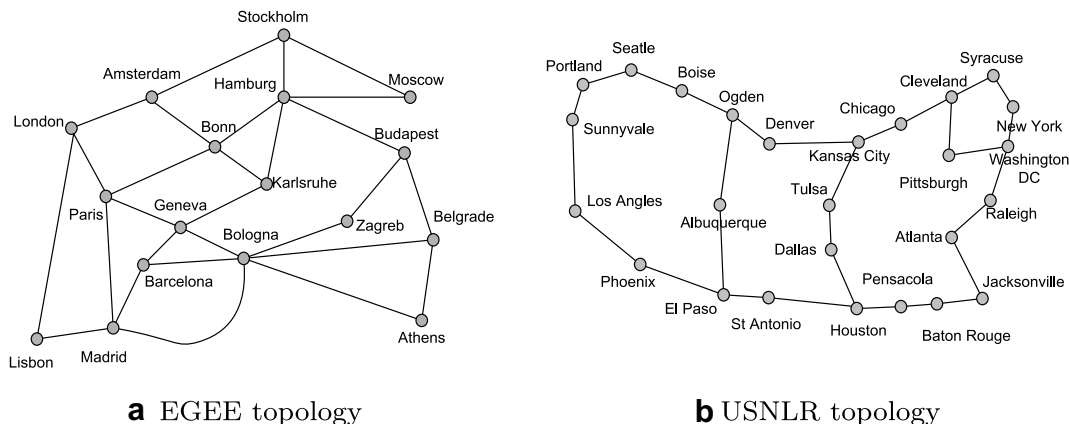 Stockholm
Amsterdam
Hamburg
Moscow
London
Bonn
Budapest
Karlsruhe
Paris
Geneva
Zagreb
Belgrade
Bologna
Barcelona
Athens
Lisbon
Madrid
a EGEE topology
Seatle
Portland
Boise
Syracuse
Cleveland
Ogden
Chicago
Sunnyvale
Denver
New York
Kansas City
Washington
DC
Pittsburgh
Tulsa
Los Angles
Albuquerque
Raleigh
Atlanta
Dallas
Phoenix
Pensacola
Jacksonville
El Paso
St Antonio
Houston
Baton Rouge
b USNLR topology